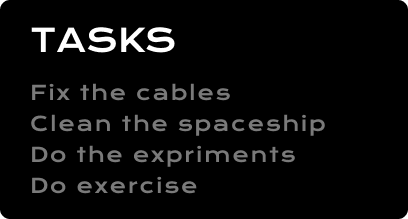 TASKS
Fix the cables
Clean the spaceship
Do the expriments
Do exercise